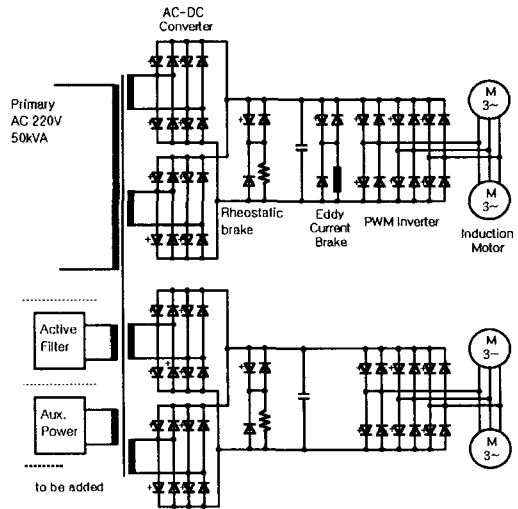 AC-DC
Converter
Primary
AC 220V
50kVA
M
3~
M
3~
Rheostatic
brake
Eddy
Current
Brake
PWM Inverter
Induction
Motor
Active
Filter
Aux.
Power
to be added
M
3~
M
3~